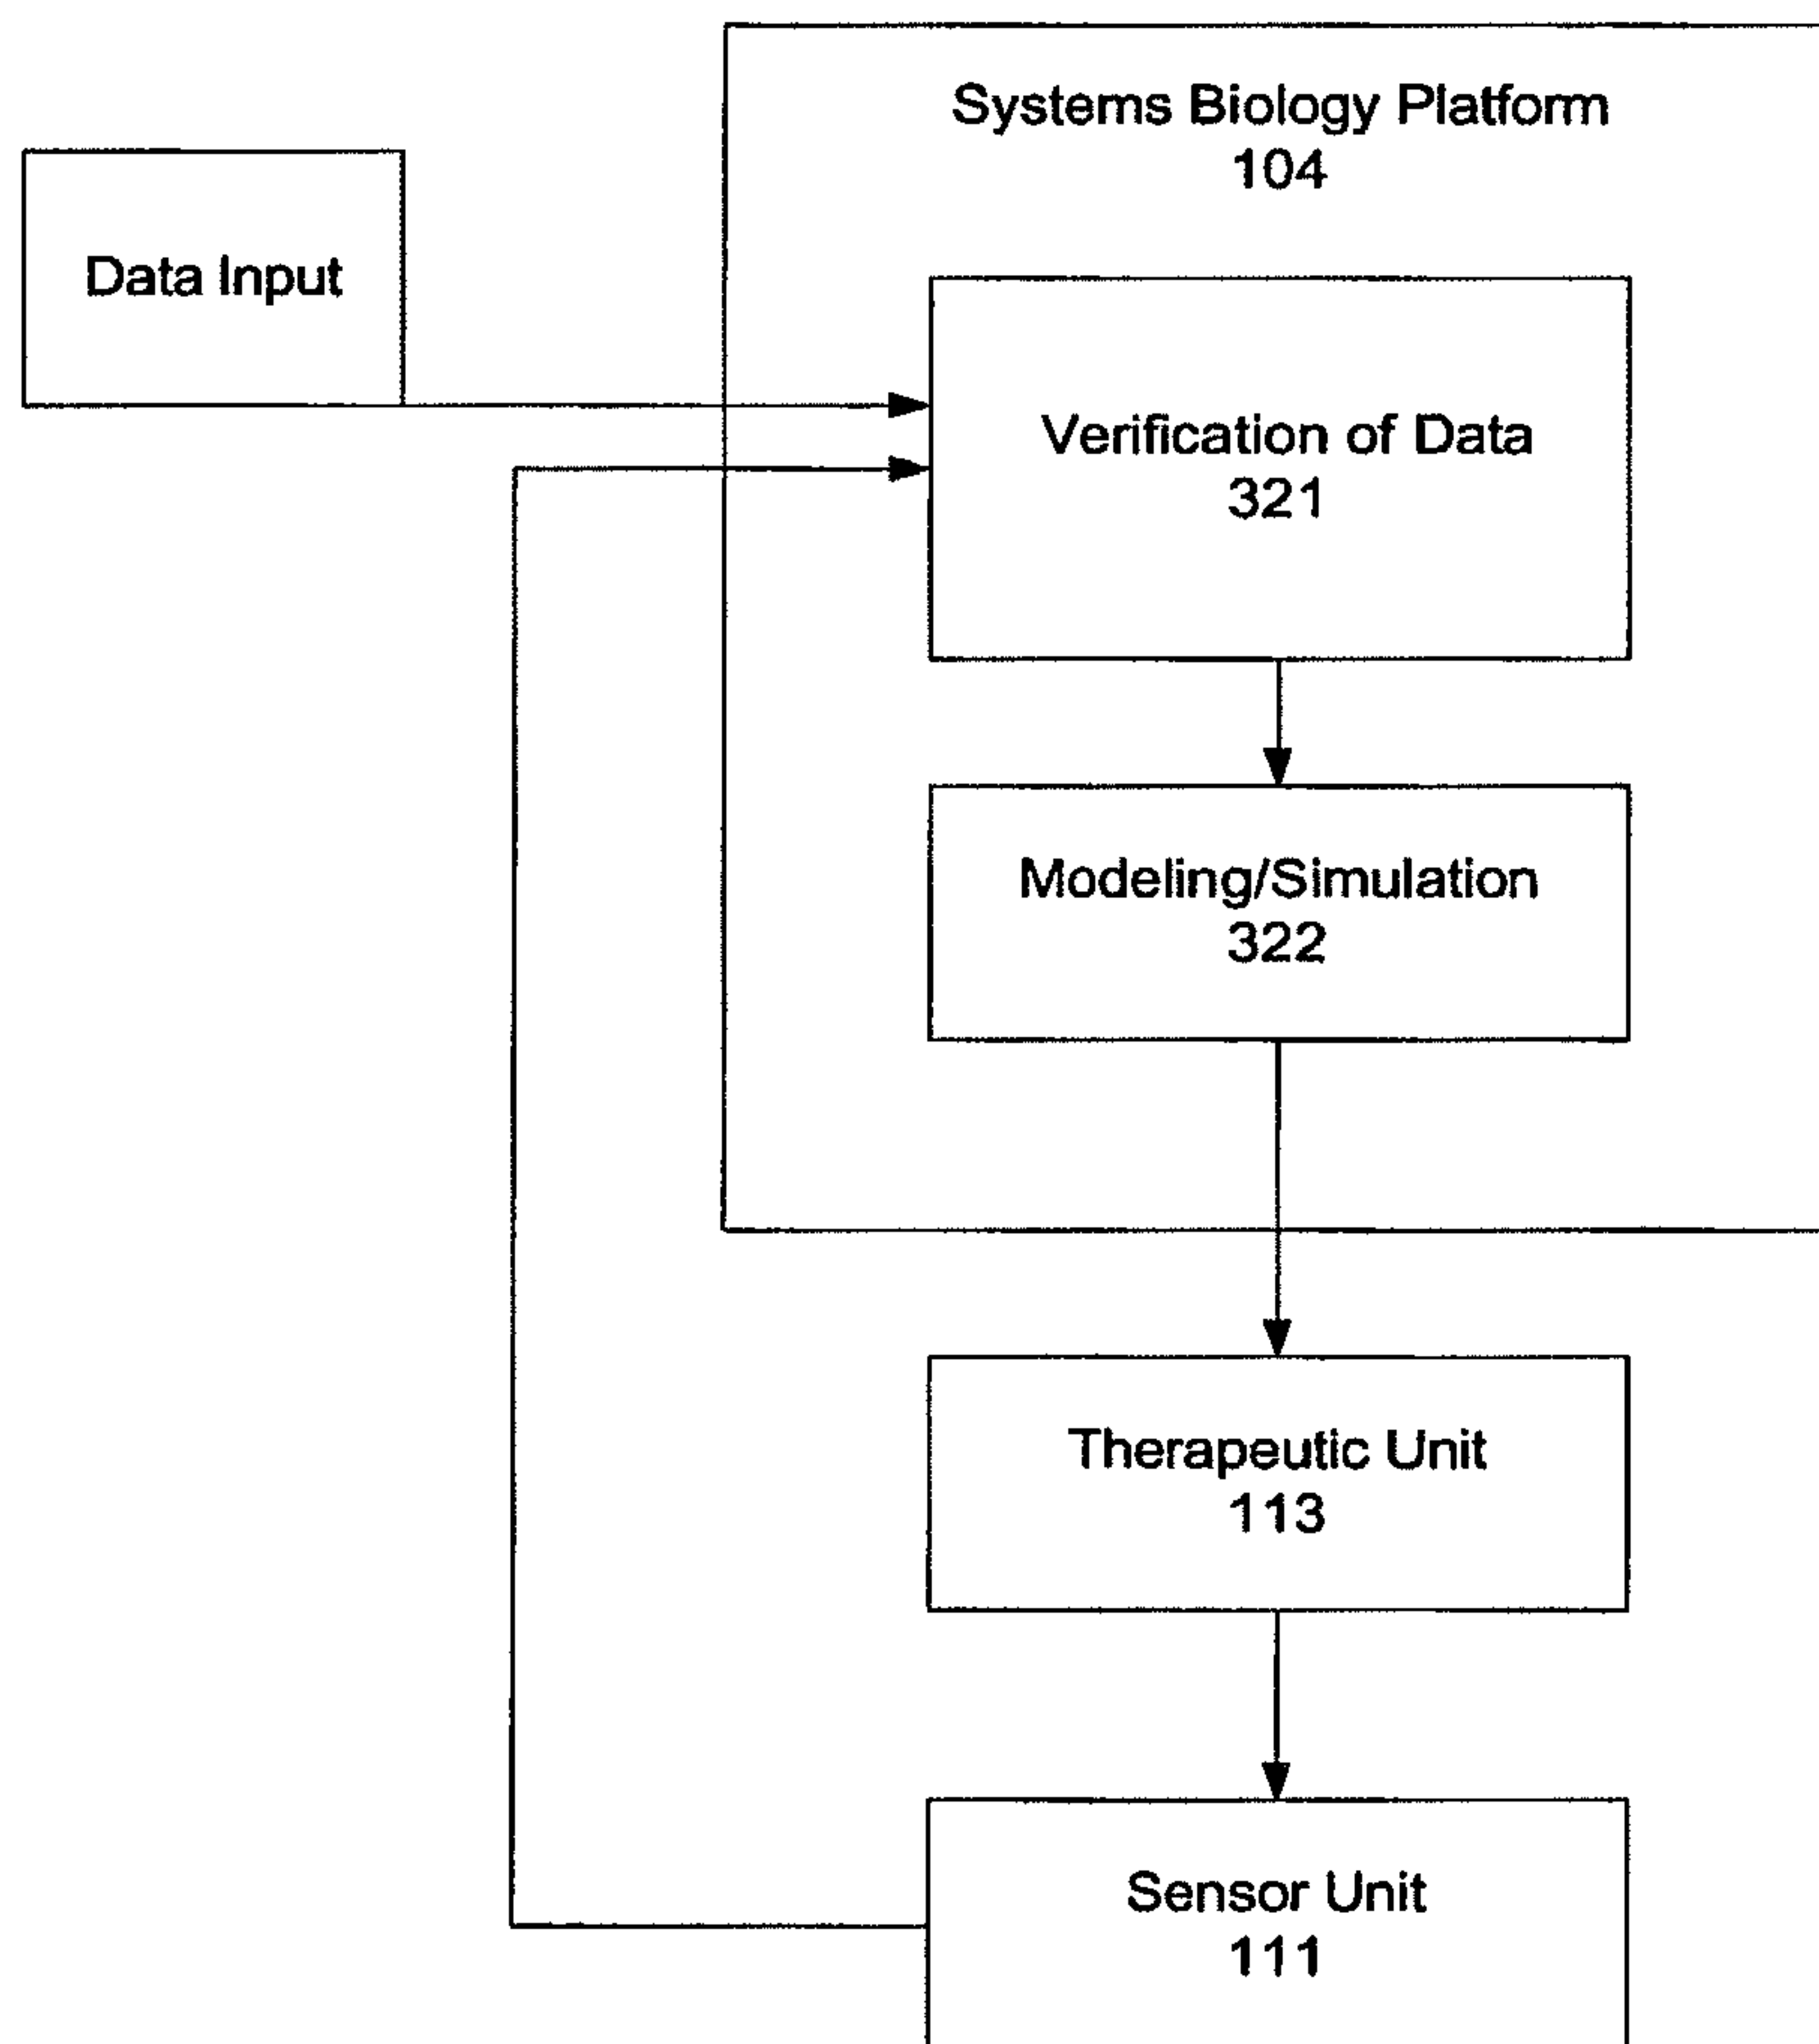 Systems Biology Platform
104
Data Input
Verification of Data
321
Modeling/Simulation
322
Therapeutic Unit
113
Sensor Unit
111